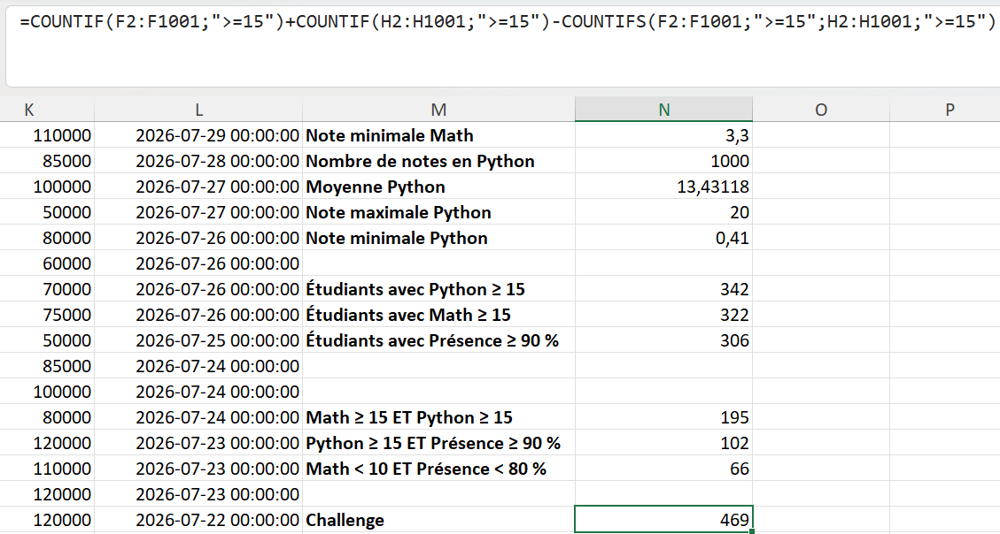 =COUNTIF(F2:F1001;">=15")+COUNTIF(H2:H1001;">=15")-COUNTIFS(F2:F1001;">=15";H2:H1001;">=15")
K L M N O P
110000 2026-07-29 00:00:00 Note minimale Math 3,3
85000 2026-07-28 00:00:00 Nombre de notes en Python 1000
100000 2026-07-27 00:00:00 Moyenne Python 13,43118
50000 2026-07-27 00:00:00 Note maximale Python 20
80000 2026-07-26 00:00:00 Note minimale Python 0,41
60000 2026-07-26 00:00:00
70000 2026-07-26 00:00:00 Étudiants avec Python ≥ 15 342
75000 2026-07-26 00:00:00 Étudiants avec Math ≥ 15 322
50000 2026-07-25 00:00:00 Étudiants avec Présence ≥ 90 % 306
85000 2026-07-24 00:00:00
100000 2026-07-24 00:00:00
80000 2026-07-24 00:00:00 Math ≥ 15 ET Python ≥ 15 195
120000 2026-07-23 00:00:00 Python ≥ 15 ET Présence ≥ 90 % 102
110000 2026-07-23 00:00:00 Math < 10 ET Présence < 80 % 66
120000 2026-07-23 00:00:00
120000 2026-07-22 00:00:00 Challenge 469